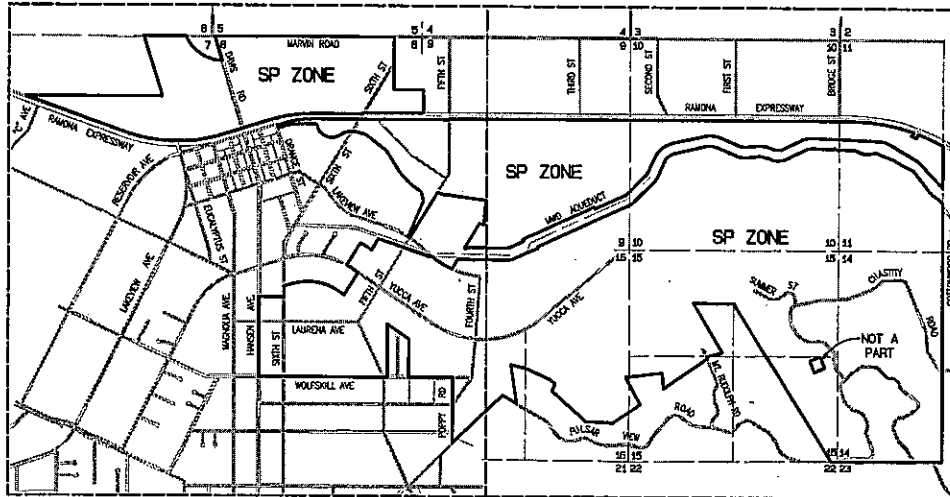 6 5
7 8
5 4
8 9
4 3
9 10
3 2
10 11
MARVIN ROAD
DAVIS RD
SP ZONE
SIXTH ST
FIFTH ST
THIRD ST
SECOND ST
FIRST ST
BRIDGE ST
RAMONA EXPRESSWAY
"C" AVE
RAMONA EXPRESSWAY
RESERVOIR AVE
ORANGE ST
SIXTH ST
LAKEVIEW AVE
SP ZONE
MWD AQUEDUCT
SP ZONE
EUCALYPTUS ST
LAKEVIEW AVE
9 10
16 15
10 11
15 14
MAGNOLIA AVE
HANSEN AVE
SIXTH ST
FIFTH ST
YUCCA AVE
FOURTH ST
YUCCA AVE
SUMMER ST
CHASTITY ROAD
LAURENA AVE
NOT A
PART
WOLFSKILL AVE
POPPY RD
MT. RUDOLPH RD
PULSAR VIEW ROAD
16 15
21 22
15 14
22 23